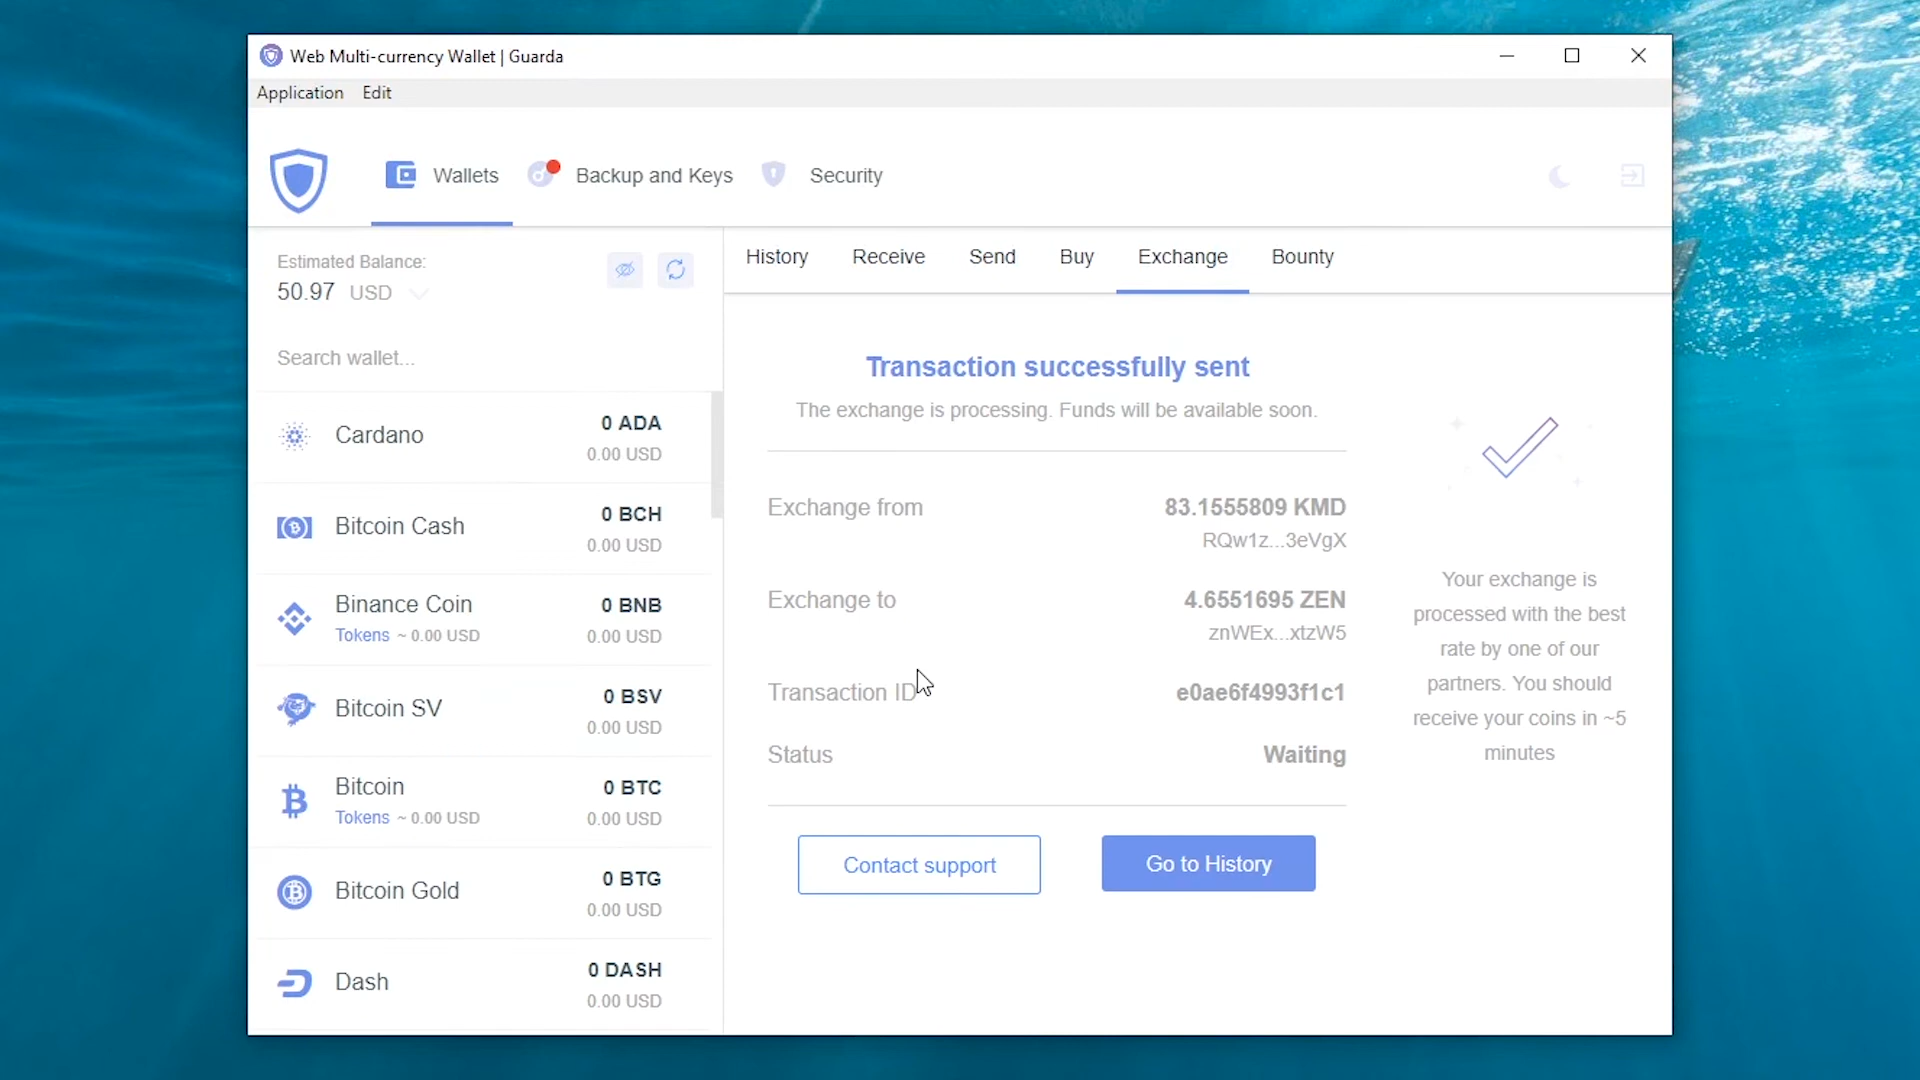 Web Multi-currency Wallet | Guarda
Application Edit
Wallets Backup and Keys Security
Estimated Balance:
50.97 USD
Search wallet...
Cardano 0 ADA
0.00 USD
Bitcoin Cash 0 BCH
0.00 USD
Binance Coin 0 BNB
Tokens ~ 0.00 USD 0.00 USD
Bitcoin SV 0 BSV
0.00 USD
Bitcoin 0 BTC
Tokens ~ 0.00 USD 0.00 USD
Bitcoin Gold 0 BTG
0.00 USD
Dash 0 DASH
0.00 USD
History Receive Send Buy Exchange Bounty
Transaction successfully sent
The exchange is processing. Funds will be available soon.
Exchange from 83.1555809 KMD
RQw1z...3eVgX
Exchange to 4.6551695 ZEN
znWEx...xtzW5
Transaction ID e0ae6f4993f1c1
Status Waiting
Contact support Go to History
Your exchange is
processed with the best
rate by one of our
partners. You should
receive your coins in ~5
minutes